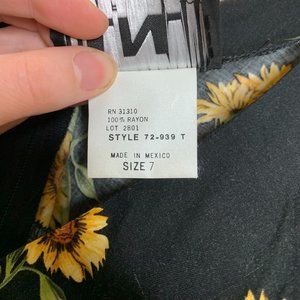 RN 31310
100% RAYON
LOT 2801
STYLE 72-939 T
MADE IN MEXICO
SIZE 7